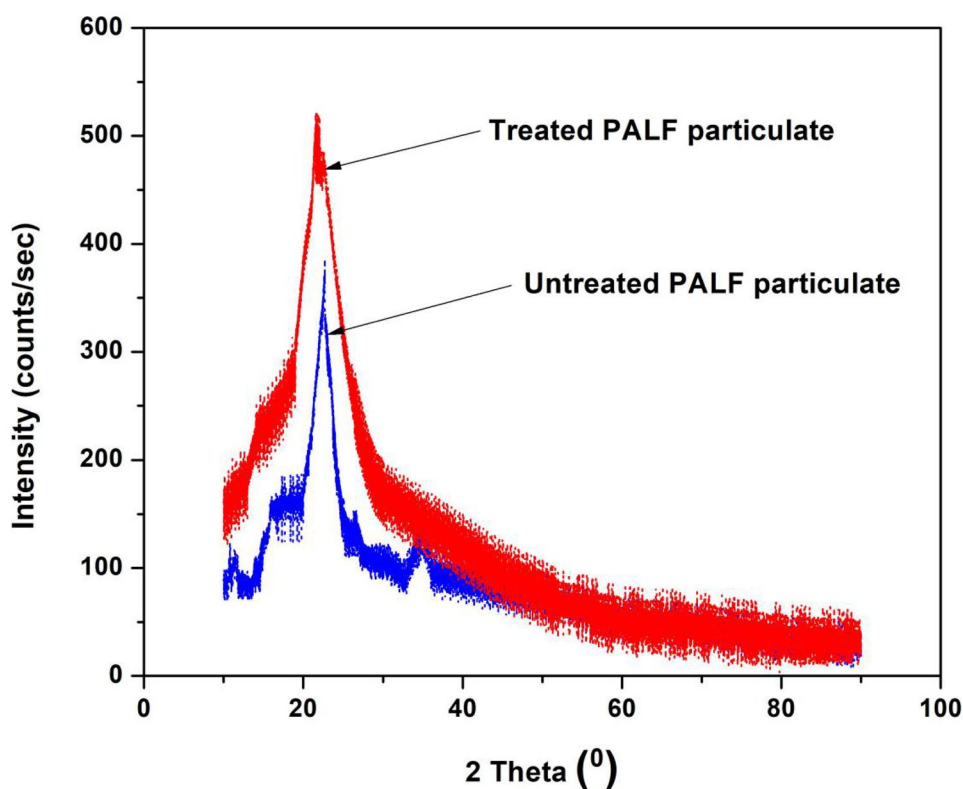 600
500
400
300
200
100
0
0 20 40 60 80 100
Intensity (counts/sec)
Treated PALF particulate
Untreated PALF particulate
2 Theta (⁰)